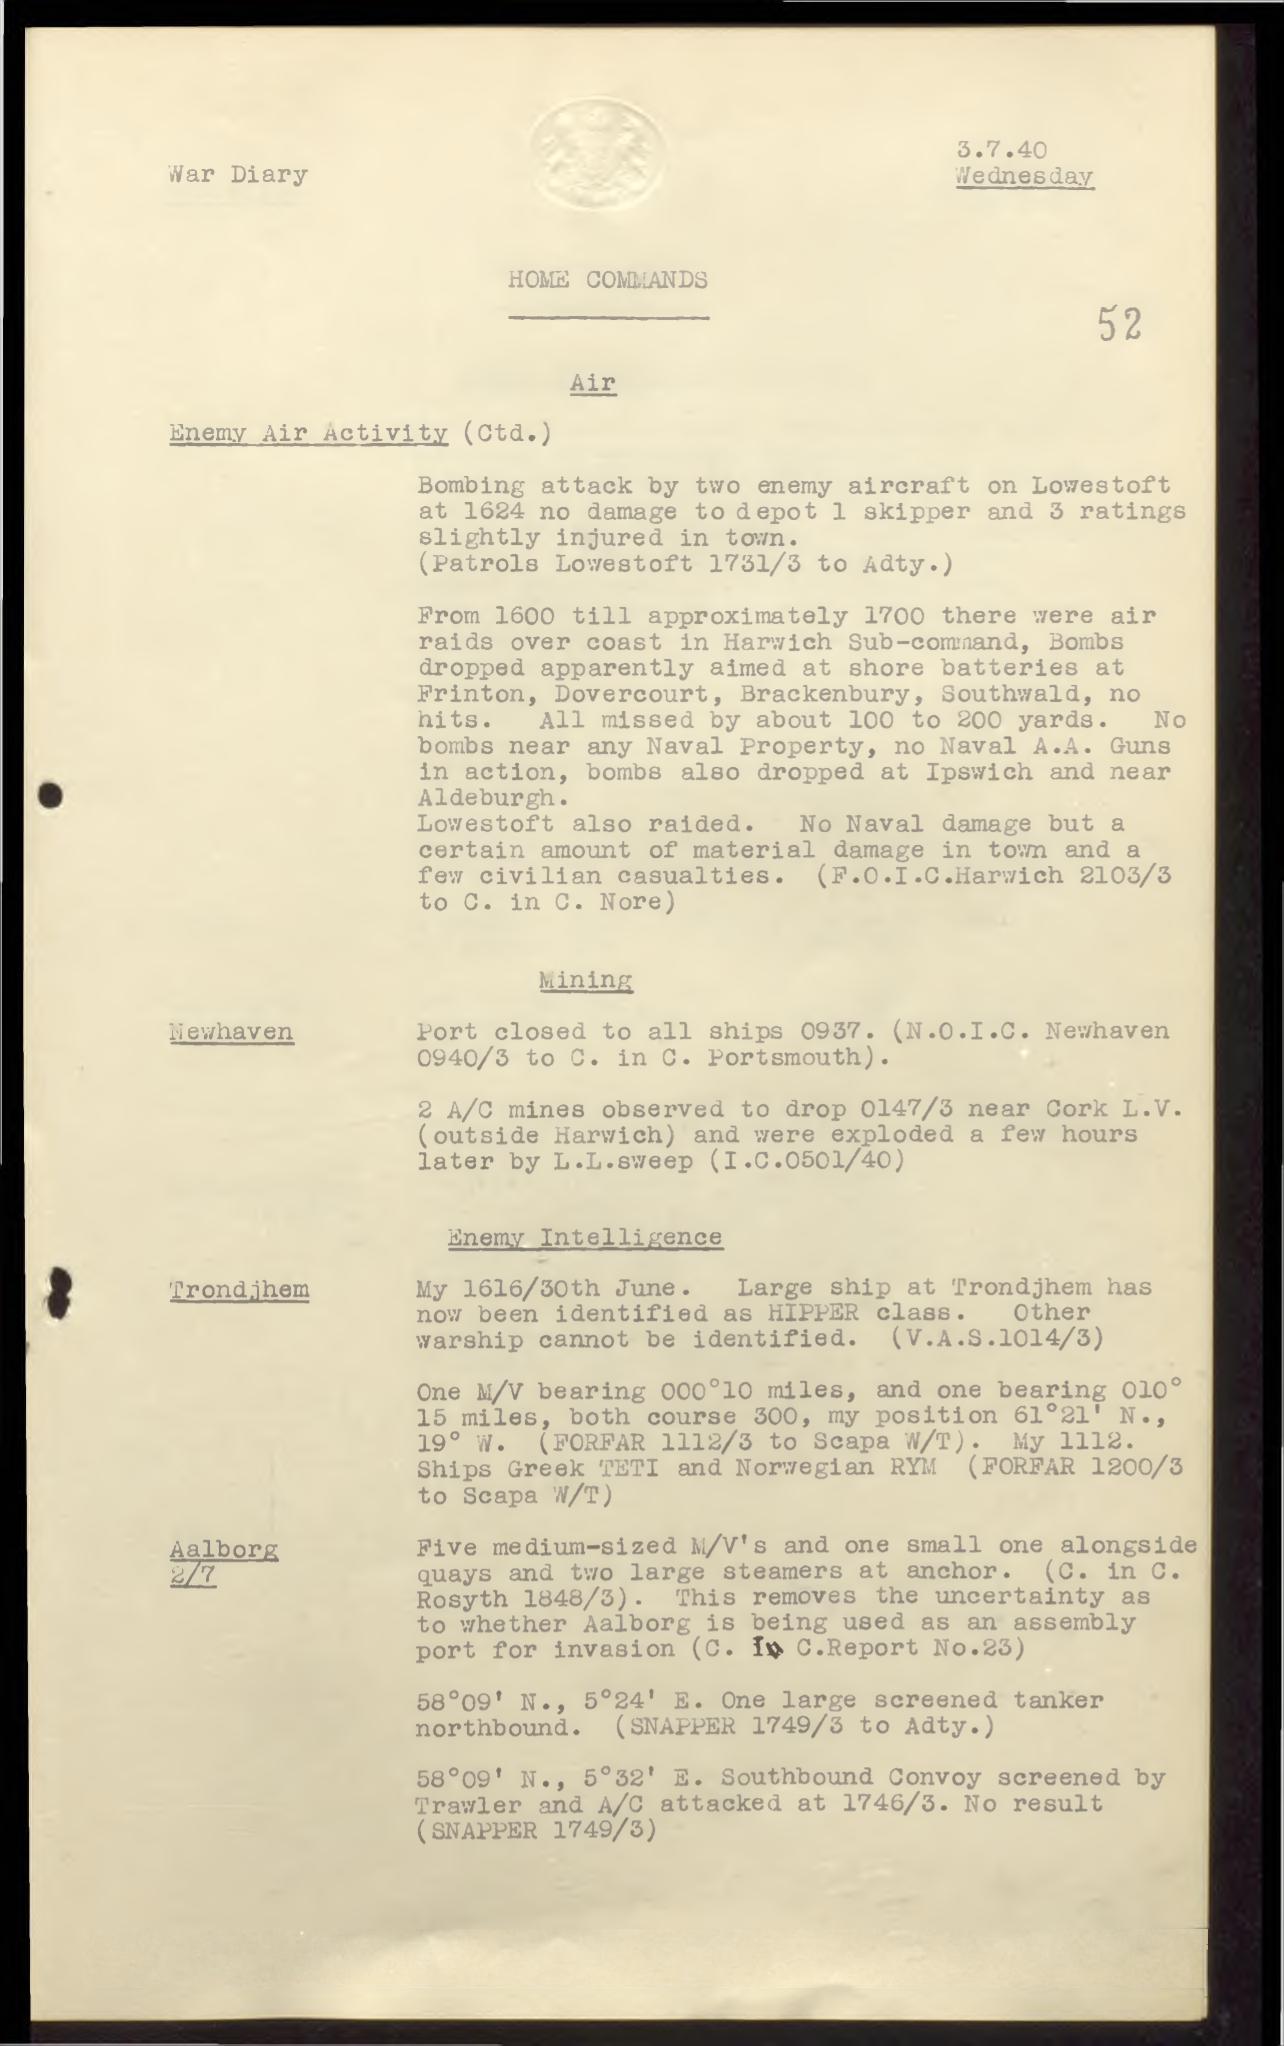 War Diary
3.7.40
Wednesday
HOME COMMANDS
52
Air
Enemy Air Activity (Ctd.)
Bombing attack by two enemy aircraft on Lowestoft
at 1624 no damage to depot 1 skipper and 3 ratings
slightly injured in town.
(Patrols Lowestoft 1731/3 to Adty.)
From 1600 till approximately 1700 there were air
raids over coast in Harwich Sub-command, Bombs
dropped apparently aimed at shore batteries at
Frinton, Dovercourt, Brackenbury, Southwald, no
hits. All missed by about 100 to 200 yards. No
bombs near any Naval Property, no Naval A.A. Guns
in action, bombs also dropped at Ipswich and near
Aldeburgh.
Lowestoft also raided. No Naval damage but a
certain amount of material damage in town and a
few civilian casualties. (F.O.I.C.Harwich 2103/3
to C. in C. Nore)
Mining
Newhaven
Port closed to all ships 0937. (N.O.I.C. Newhaven
0940/3 to C. in C. Portsmouth).
2 A/C mines observed to drop 0147/3 near Cork L.V.
(outside Harwich) and were exploded a few hours
later by L.L.sweep (I.C.0501/40)
Enemy Intelligence
Trondjhem
My 1616/30th June. Large ship at Trondjhem has
now been identified as HIPPER class. Other
warship cannot be identified. (V.A.S.1014/3)
One M/V bearing 000°10 miles, and one bearing 010°
15 miles, both course 300, my position 61°21' N.,
19° W. (FORFAR 1112/3 to Scapa W/T). My 1112.
Ships Greek TETI and Norwegian RYM (FORFAR 1200/3
to Scapa W/T)
Aalborg
2/7
Five medium-sized M/V's and one small one alongside
quays and two large steamers at anchor. (C. in C.
Rosyth 1848/3). This removes the uncertainty as
to whether Aalborg is being used as an assembly
port for invasion (C. In C.Report No.23)
58°09' N., 5°24' E. One large screened tanker
northbound. (SNAPPER 1749/3 to Adty.)
58°09' N., 5°32' E. Southbound Convoy screened by
Trawler and A/C attacked at 1746/3. No result
(SNAPPER 1749/3)